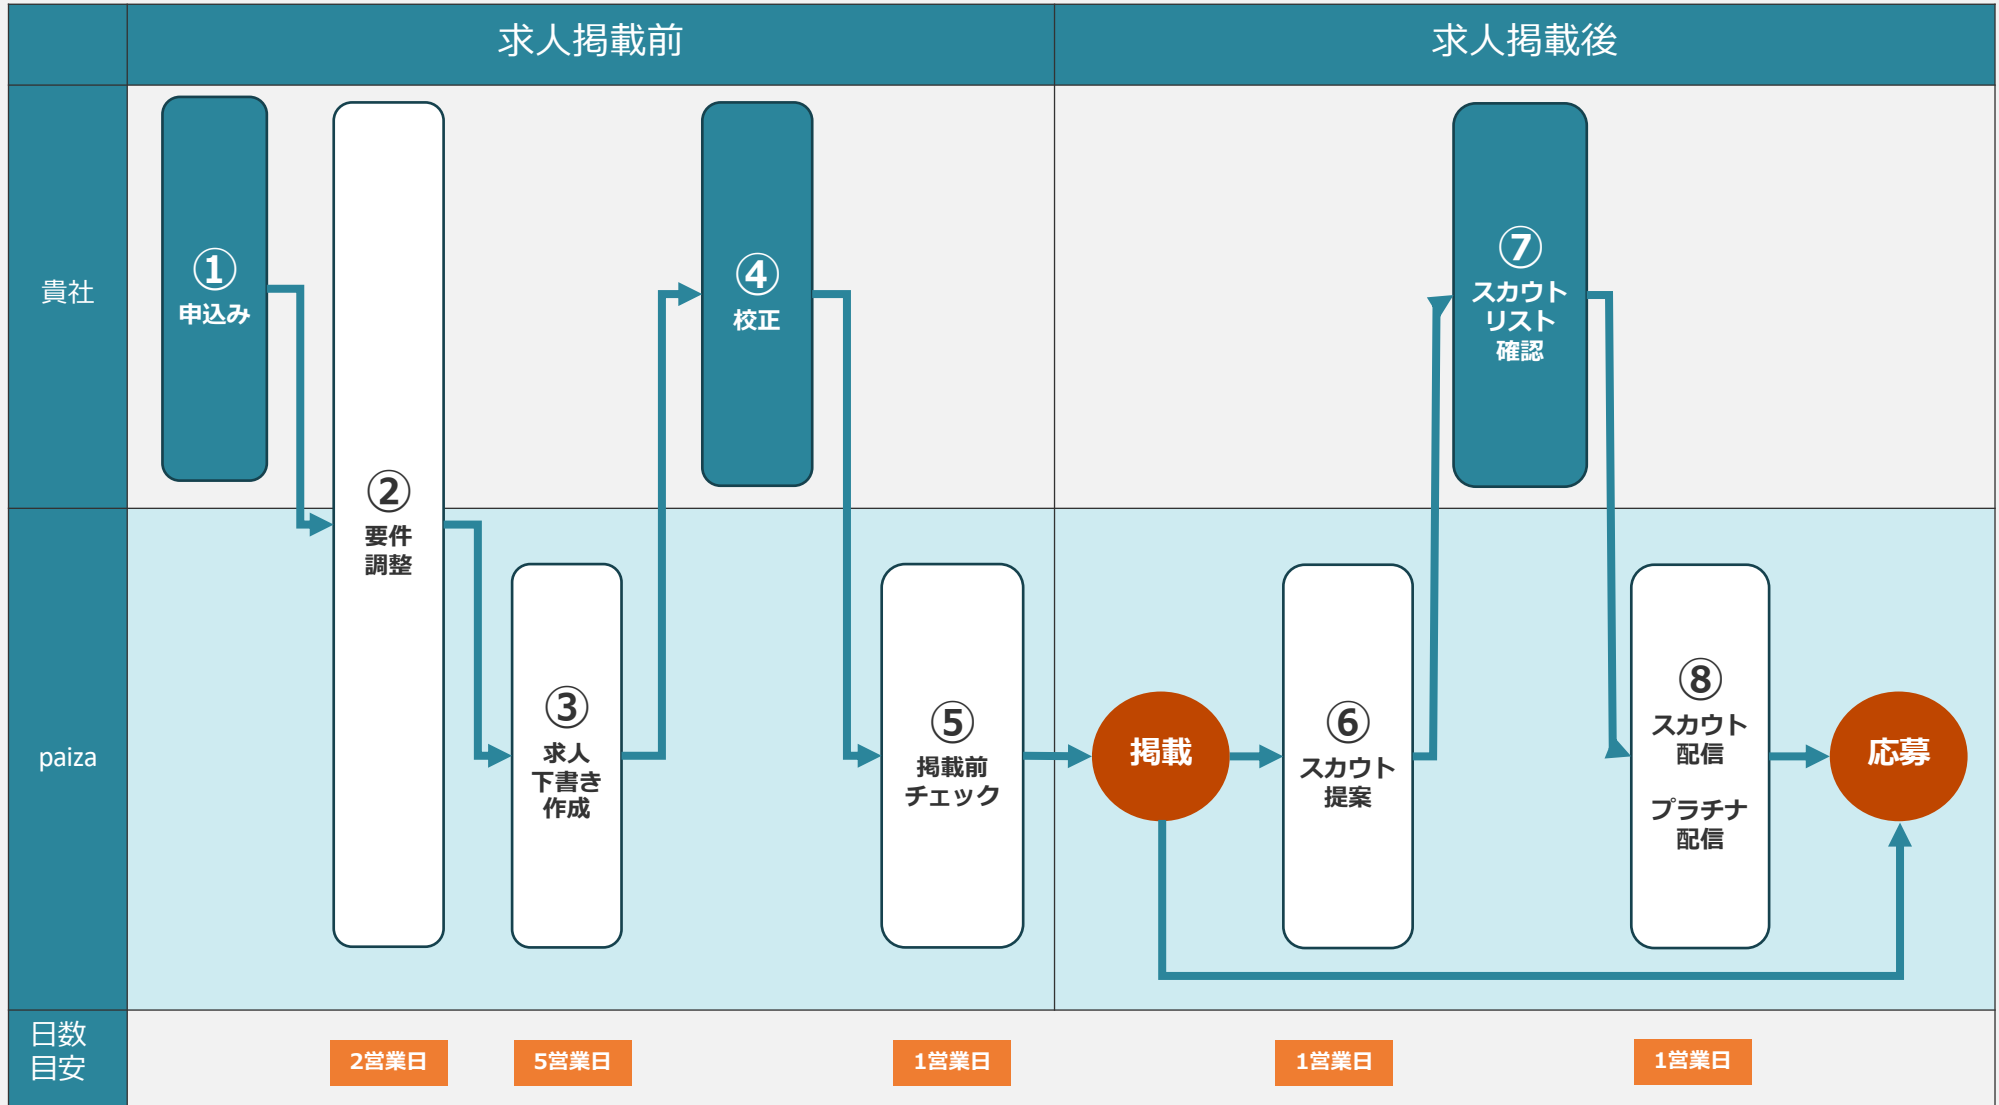 求人掲載前
求人掲載後
貴社
①
申込み
②
要件
調整
④
校正
⑦
スカウト
リスト
確認
paiza
③
求人
下書き
作成
⑤
掲載前
チェック
掲載
⑥
スカウト
提案
⑧
スカウト
配信
プラチナ
配信
応募
日数
目安
2営業日
5営業日
1営業日
1営業日
1営業日